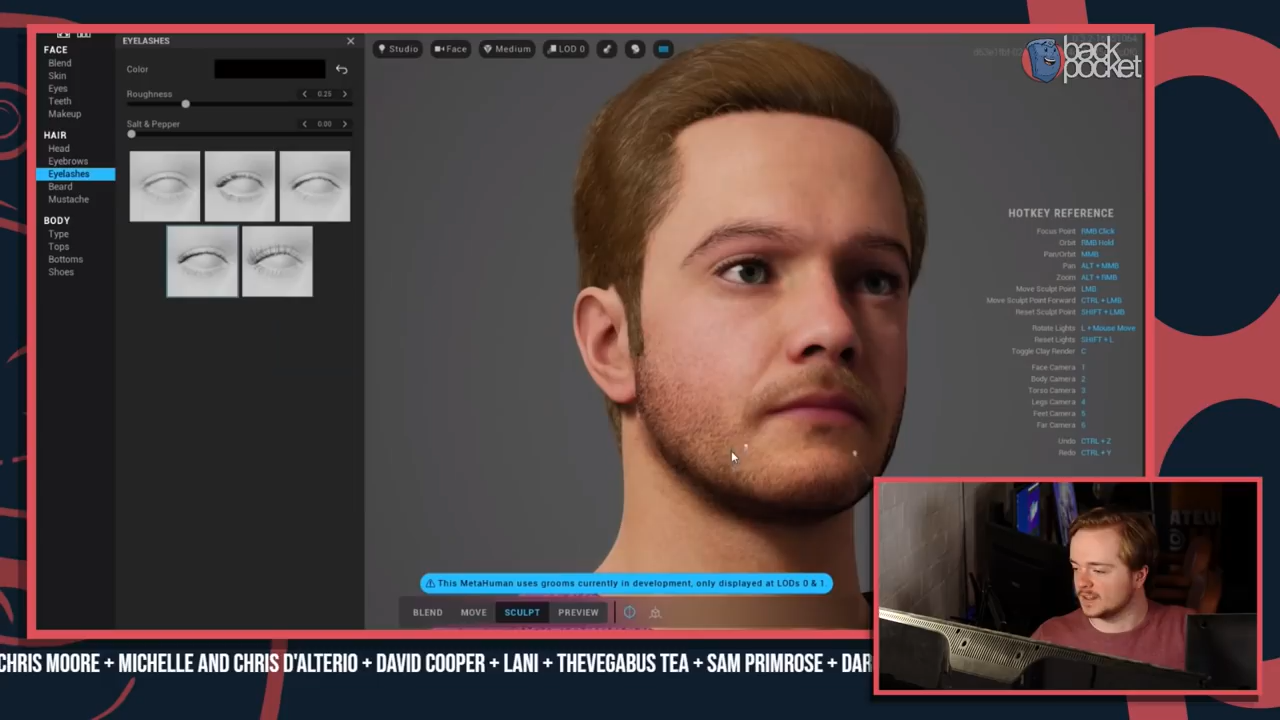 FACE
Blend
Skin
Eyes
Teeth
Makeup
HAIR
Head
Eyebrows
Eyelashes
Beard
Mustache
BODY
Type
Tops
Bottoms
Shoes
EYELASHES
Color
Roughness
0.25
Salt & Pepper
0.00
Studio
Face
Medium
LOD 0
back
pocket
HOTKEY REFERENCE
Focus Point RMB Click
Orbit RMB Hold
Pan/Orbit MMB
Pan ALT + MMB
Zoom ALT + RMB
Move Sculpt Point LMB
Move Sculpt Point Forward CTRL + LMB
Reset Sculpt Point SHIFT + LMB
Rotate Lights L + Mouse Move
Reset Lights SHIFT + L
Toggle Clay Render C
Face Camera 1
Body Camera 2
Torso Camera 3
Legs Camera 4
Feet Camera 5
Far Camera 6
Undo CTRL + Z
Redo CTRL + Y
This MetaHuman uses grooms currently in development, only displayed at LODs 0 & 1.
BLEND
MOVE
SCULPT
PREVIEW
CHRIS MOORE + MICHELLE AND CHRIS D'ALTERIO + DAVID COOPER + LANI + THEVEGABUS TEA + SAM PRIMROSE + DAR